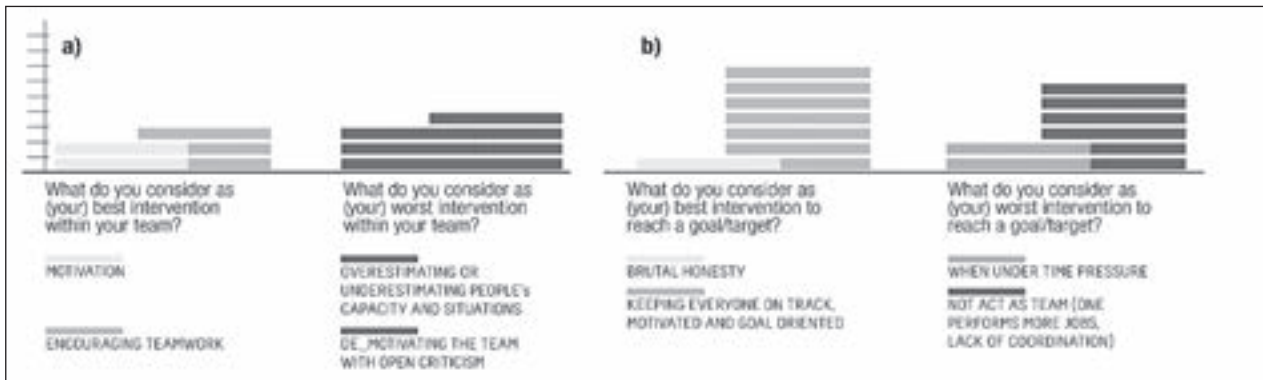 a)
What do you consider as
(your) best intervention
within your team?
MOTIVATION
ENCOURAGING TEAMWORK
What do you consider as
(your) worst intervention
within your team?
OVERESTIMATING OR
UNDERESTIMATING PEOPLE's
CAPACITY AND SITUATIONS
DE_MOTIVATING THE TEAM
WITH OPEN CRITICISM
b)
What do you consider as
(your) best intervention to
reach a goal/target?
BRUTAL HONESTY
KEEPING EVERYONE ON TRACK,
MOTIVATED AND GOAL ORIENTED
What do you consider as
(your) worst intervention to
reach a goal/target?
WHEN UNDER TIME PRESSURE
NOT ACT AS TEAM (ONE
PERFORMS MORE JOBS,
LACK OF COORDINATION)